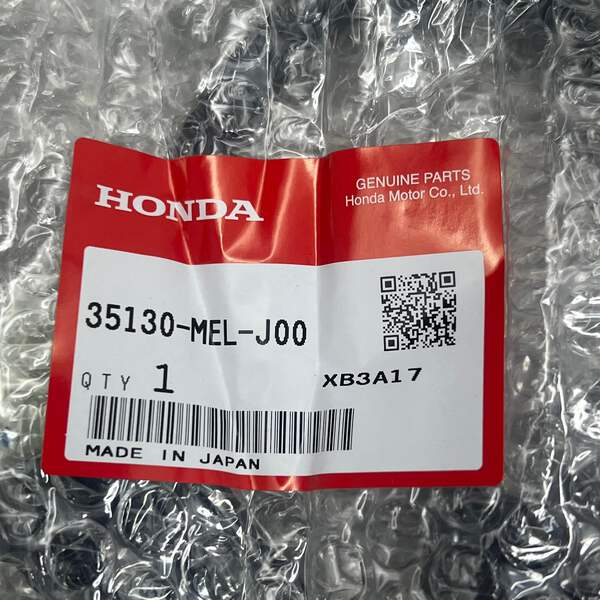 HONDA
GENUINE PARTS
Honda Motor Co., Ltd.
35130-MEL-J00
QTY 1
XB3A17
MADE IN JAPAN